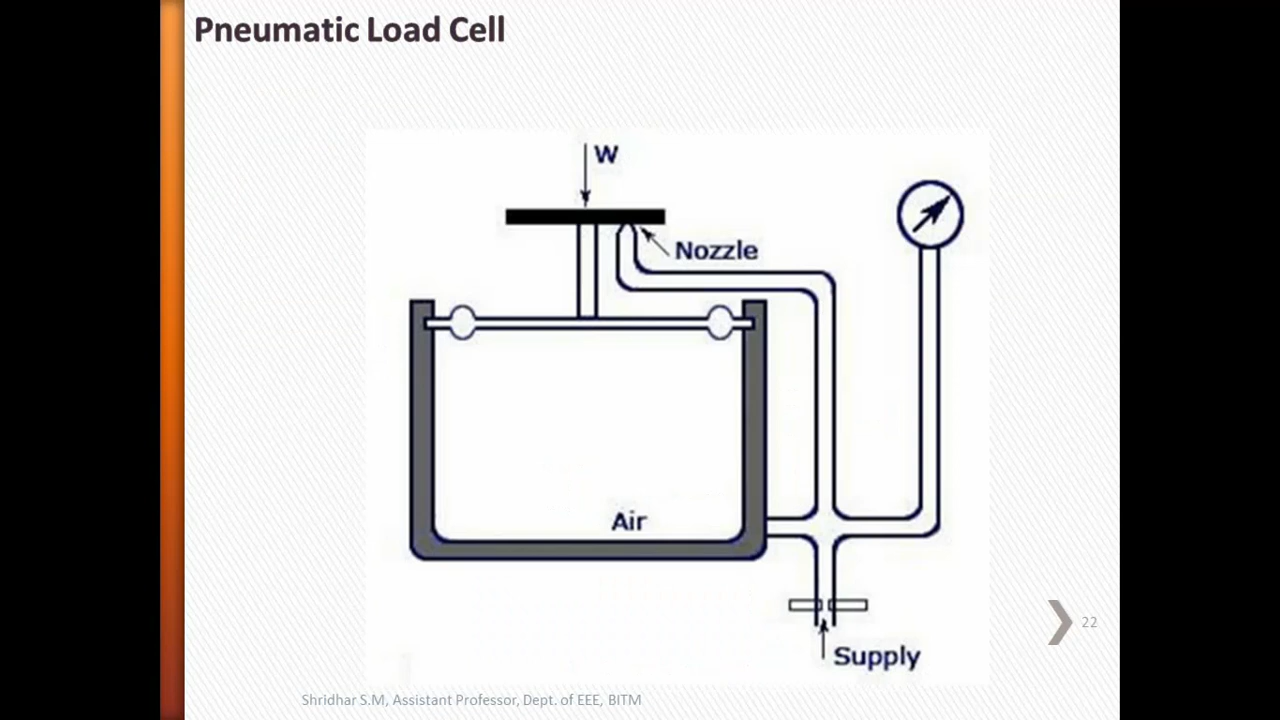 Pneumatic Load Cell
W
Nozzle
Air
Supply
22
Shridhar S.M, Assistant Professor, Dept. of EEE, BITM